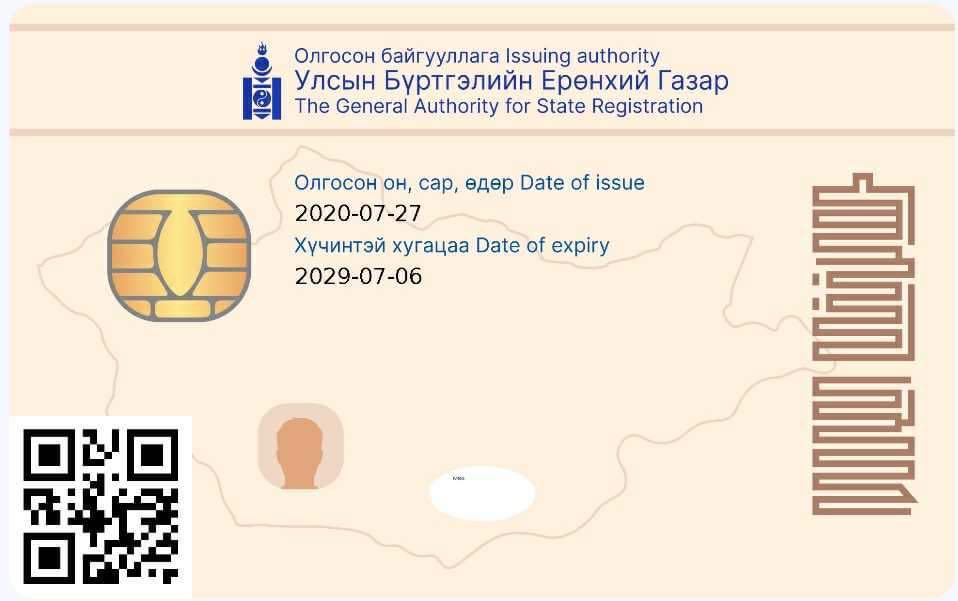 Олгосон байгууллага Issuing authority
Улсын Бүртгэлийн Ерөнхий Газар
The General Authority for State Registration
Олгосон он, сар, өдөр Date of issue
2020-07-27
Хүчинтэй хугацаа Date of expiry
2029-07-06